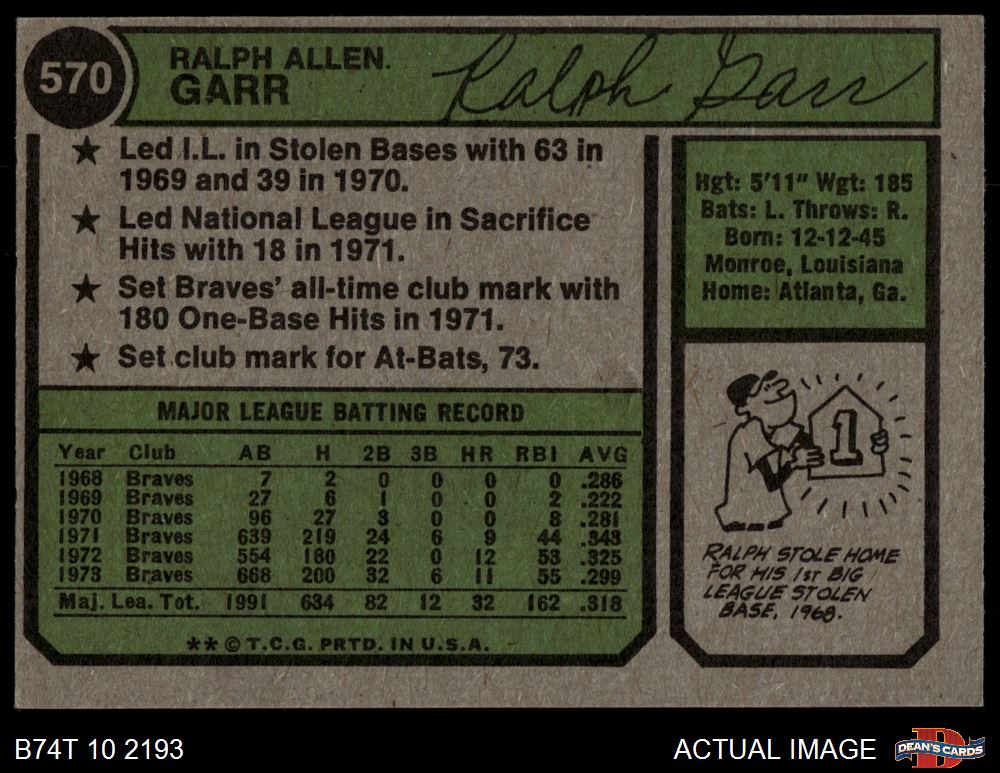 570
RALPH ALLEN
GARR
Ralph Garr
★ Led I.L. in Stolen Bases with 63 in
1969 and 39 in 1970.
★ Led National League in Sacrifice
Hits with 18 in 1971.
★ Set Braves' all-time club mark with
180 One-Base Hits in 1971.
★ Set club mark for At-Bats, 73.
MAJOR LEAGUE BATTING RECORD
Year Club AB H 2B 3B HR RBI AVG
1968 Braves 7 2 0 0 0 0 .286
1969 Braves 27 6 1 0 0 2 .222
1970 Braves 96 27 3 0 0 8 .281
1971 Braves 639 219 24 6 9 44 .343
1972 Braves 554 180 22 0 12 53 .325
1973 Braves 668 200 32 6 11 55 .299
Maj. Lea. Tot. 1991 634 82 12 32 162 .318
** © T.C.G. PRTD. IN U.S.A.
Hgt: 5'11" Wgt: 185
Bats: L. Throws: R.
Born: 12-12-45
Monroe, Louisiana
Home: Atlanta, Ga.
1
RALPH STOLE HOME
FOR HIS 1ST BIG
LEAGUE STOLEN
BASE, 1968.
B74T 10 2193
ACTUAL IMAGE
D
DEAN'S CARDS